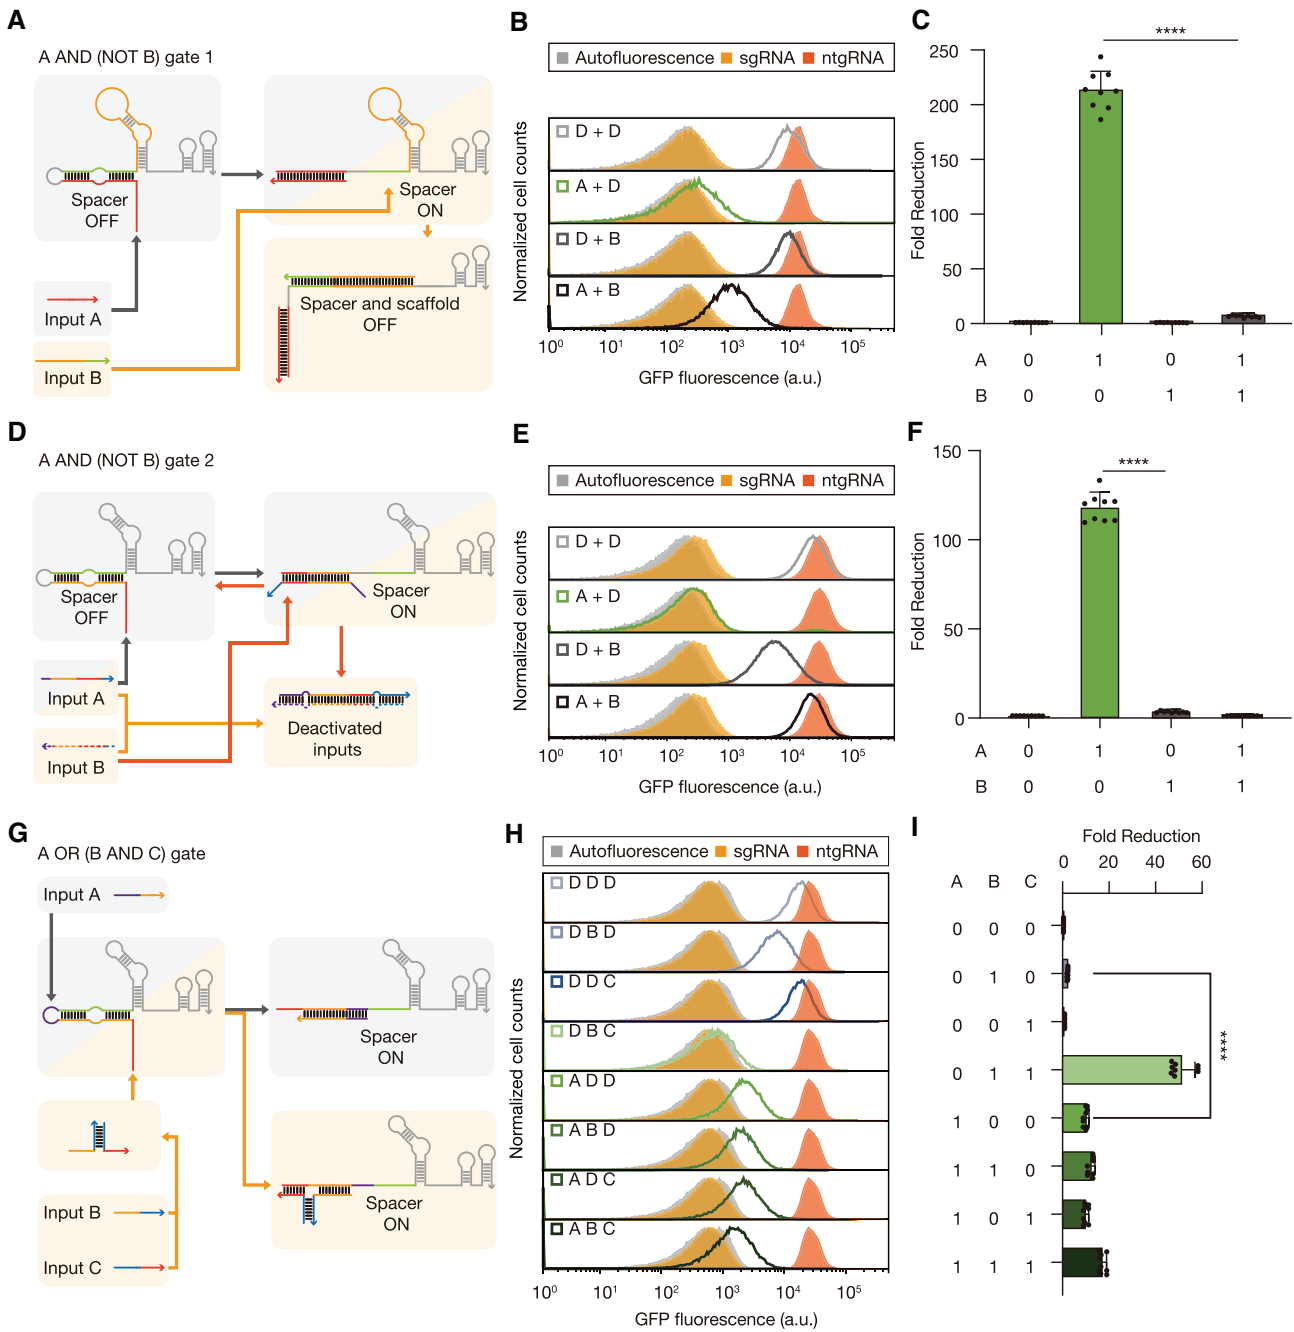 A
A AND (NOT B) gate 1
Spacer
OFF
Spacer
ON
Spacer and scaffold
OFF
Input A
Input B
B
Autofluorescence sgRNA ntgRNA
Normalized cell counts
D + D
A + D
D + B
A + B
10⁰ 10¹ 10² 10³ 10⁴ 10⁵
GFP fluorescence (a.u.)
C
****
Fold Reduction
250
200
150
100
50
0
A 0 1 0 1
B 0 0 1 1
D
A AND (NOT B) gate 2
Spacer
OFF
Spacer
ON
Input A
Input B
Deactivated
inputs
E
Autofluorescence sgRNA ntgRNA
Normalized cell counts
D + D
A + D
D + B
A + B
10⁰ 10¹ 10² 10³ 10⁴ 10⁵
GFP fluorescence (a.u.)
F
****
Fold Reduction
150
100
50
0
A 0 1 0 1
B 0 0 1 1
G
A OR (B AND C) gate
Input A
Spacer
ON
Spacer
ON
Input B
Input C
H
Autofluorescence sgRNA ntgRNA
Normalized cell counts
D D D
D B D
D D C
D B C
A D D
A B D
A D C
A B C
10⁰ 10¹ 10² 10³ 10⁴ 10⁵
GFP fluorescence (a.u.)
I
Fold Reduction
0 20 40 60
A B C
0 0 0
0 1 0
0 0 1
0 1 1
1 0 0
1 1 0
1 0 1
1 1 1
****